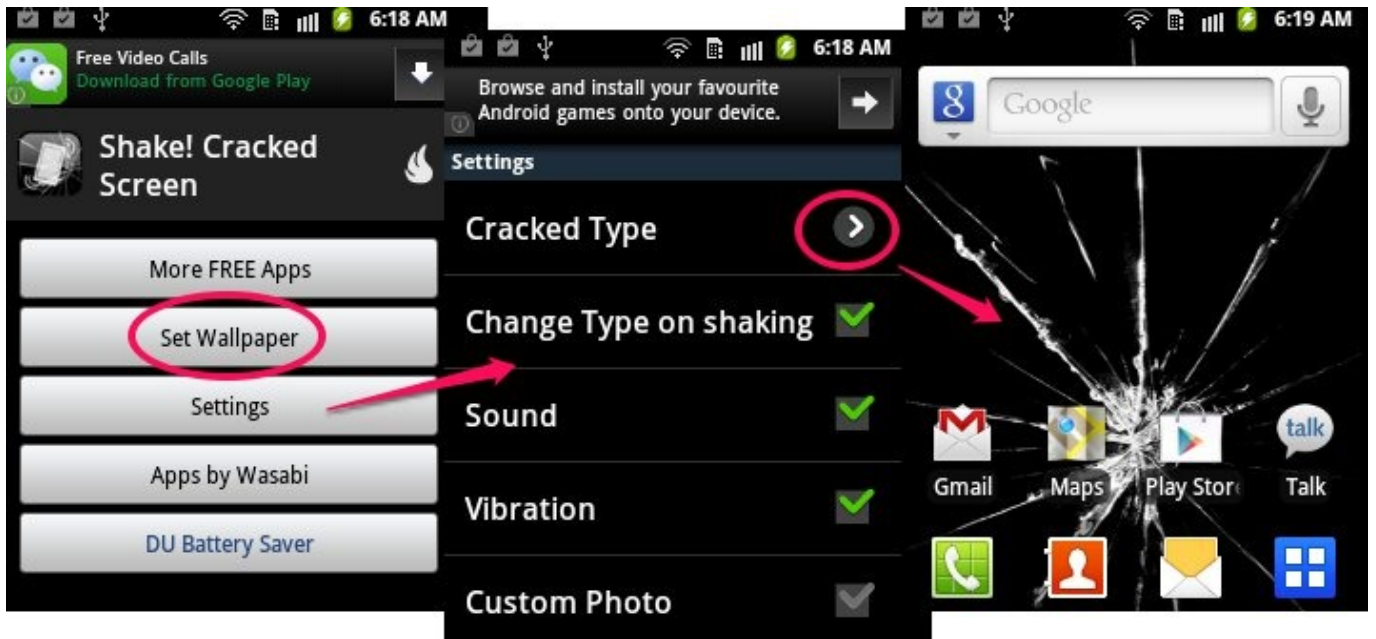 6:18 AM
Free Video Calls
Download from Google Play
Shake! Cracked
Screen
More FREE Apps
Set Wallpaper
Settings
Apps by Wasabi
DU Battery Saver
6:18 AM
Browse and install your favourite
Android games onto your device.
Settings
Cracked Type
Change Type on shaking
Sound
Vibration
Custom Photo
6:19 AM
8 Google
talk
Gmail Maps Play Store Talk